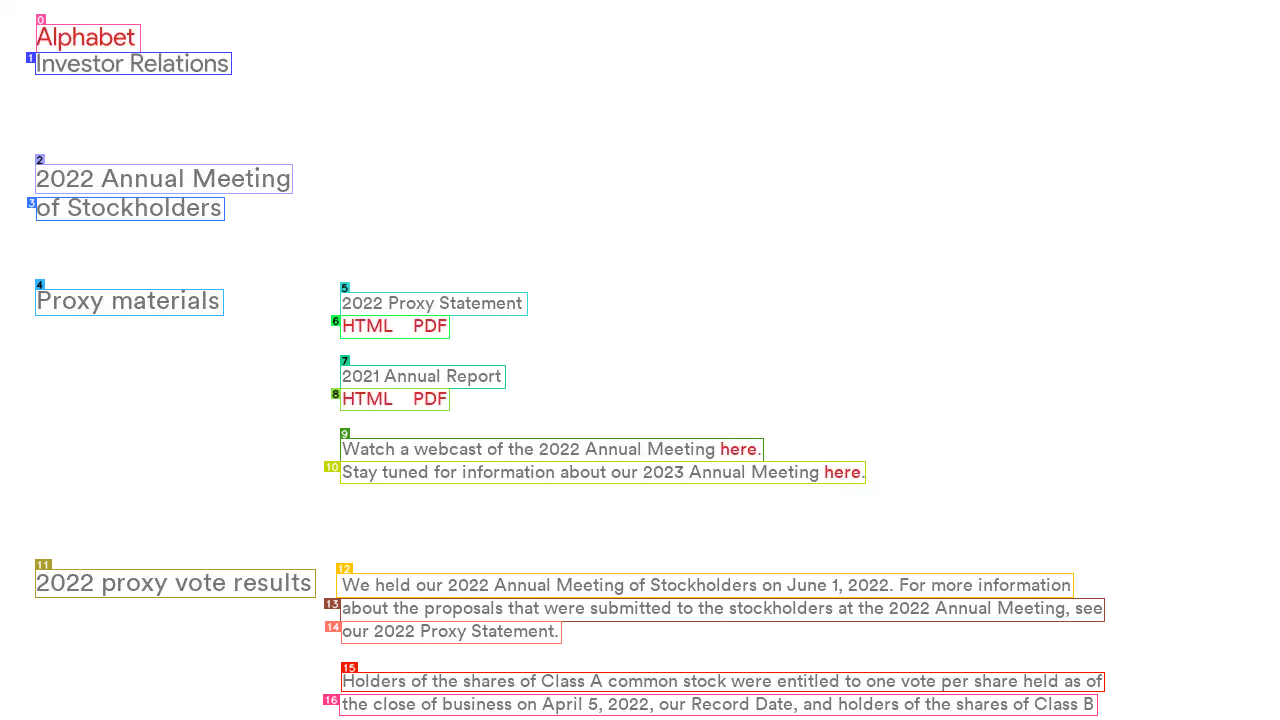 Alphabet
Investor Relations
2022 Annual Meeting
of Stockholders
Proxy materials
2022 Proxy Statement
HTML PDF
2021 Annual Report
HTML PDF
Watch a webcast of the 2022 Annual Meeting here.
Stay tuned for information about our 2023 Annual Meeting here.
2022 proxy vote results
We held our 2022 Annual Meeting of Stockholders on June 1, 2022. For more information
about the proposals that were submitted to the stockholders at the 2022 Annual Meeting, see
our 2022 Proxy Statement.
Holders of the shares of Class A common stock were entitled to one vote per share held as of
the close of business on April 5, 2022, our Record Date, and holders of the shares of Class B